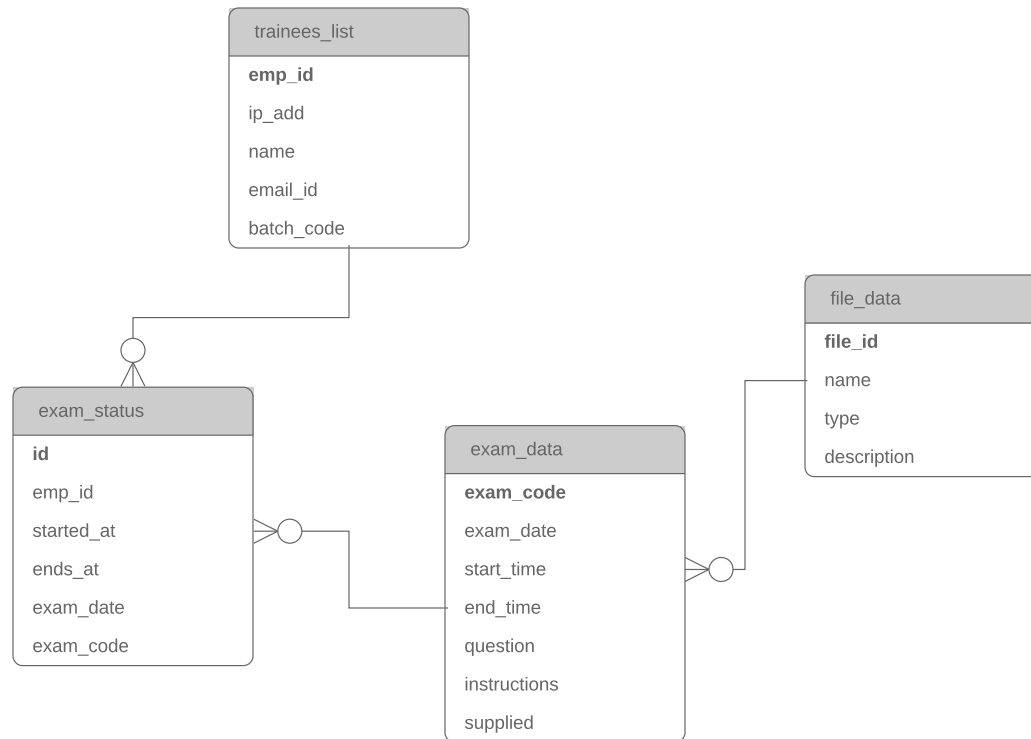 trainees_list
emp_id
ip_add
name
email_id
batch_code
file_data
file_id
name
type
description
exam_status
id
emp_id
started_at
ends_at
exam_date
exam_code
exam_data
exam_code
exam_date
start_time
end_time
question
instructions
supplied